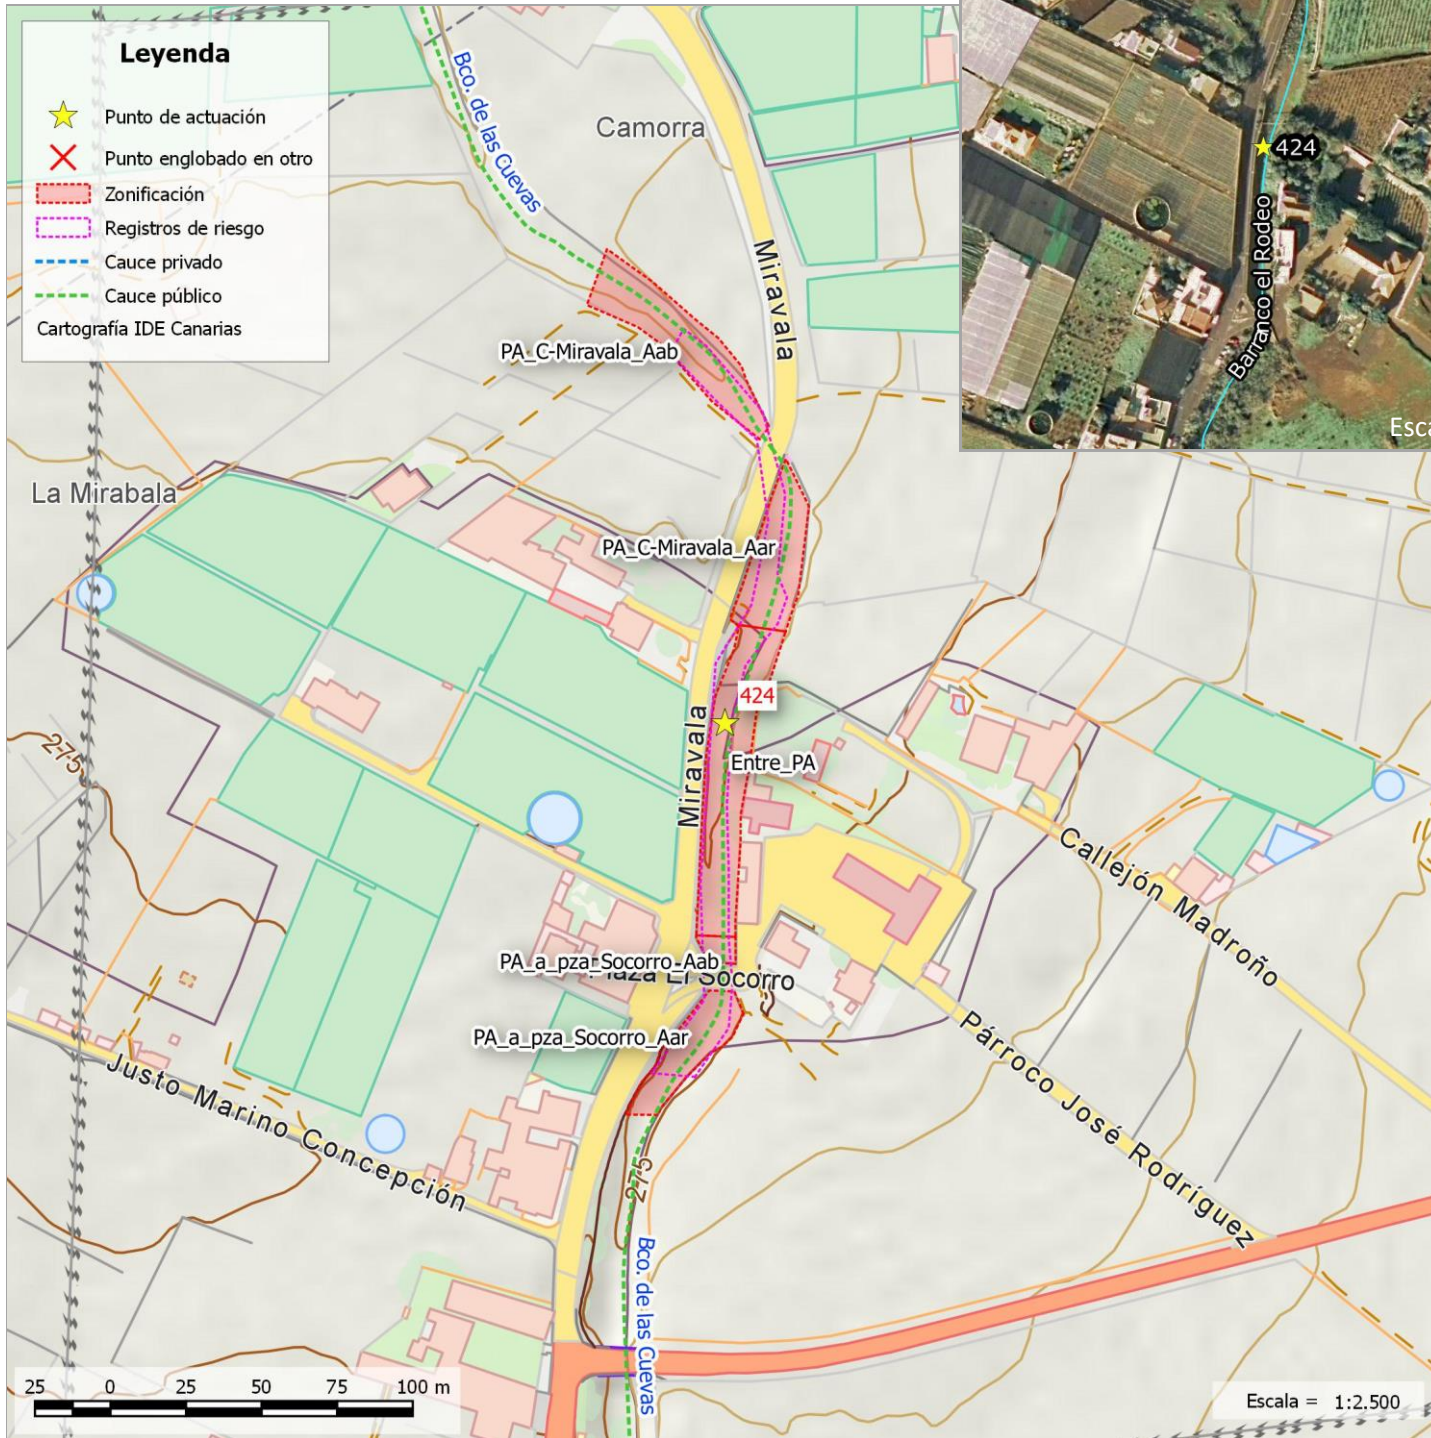 Leyenda
Punto de actuación
Punto englobado en otro
Zonificación
Registros de riesgo
Cauce privado
Cauce público
Cartografía IDE Canarias
Bco. de las Cuevas
Camorra
Miravala
424
Barranco el Rodeo
Esca
PA_C-Miravala_Aab
La Mirabala
PA_C-Miravala_Aar
424
Miravala
Entre_PA
275
Callejón Madroño
PA_a_pza_Socorro_Aab
Plaza El Socorro
PA_a_pza_Socorro_Aar
Párroco José Rodríguez
Justo Marino Concepción
275
Bco. de las Cuevas
25 0 25 50 75 100 m
Escala = 1:2.500